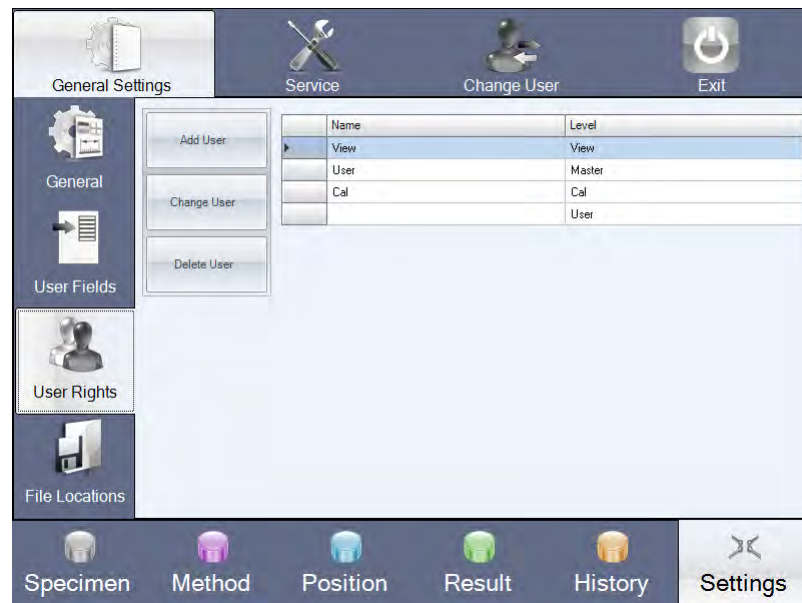 General Settings
Service
Change User
Exit
General
User Fields
User Rights
File Locations
Add User
Change User
Delete User
Name Level
View View
User Master
Cal Cal
User
Specimen
Method
Position
Result
History
Settings